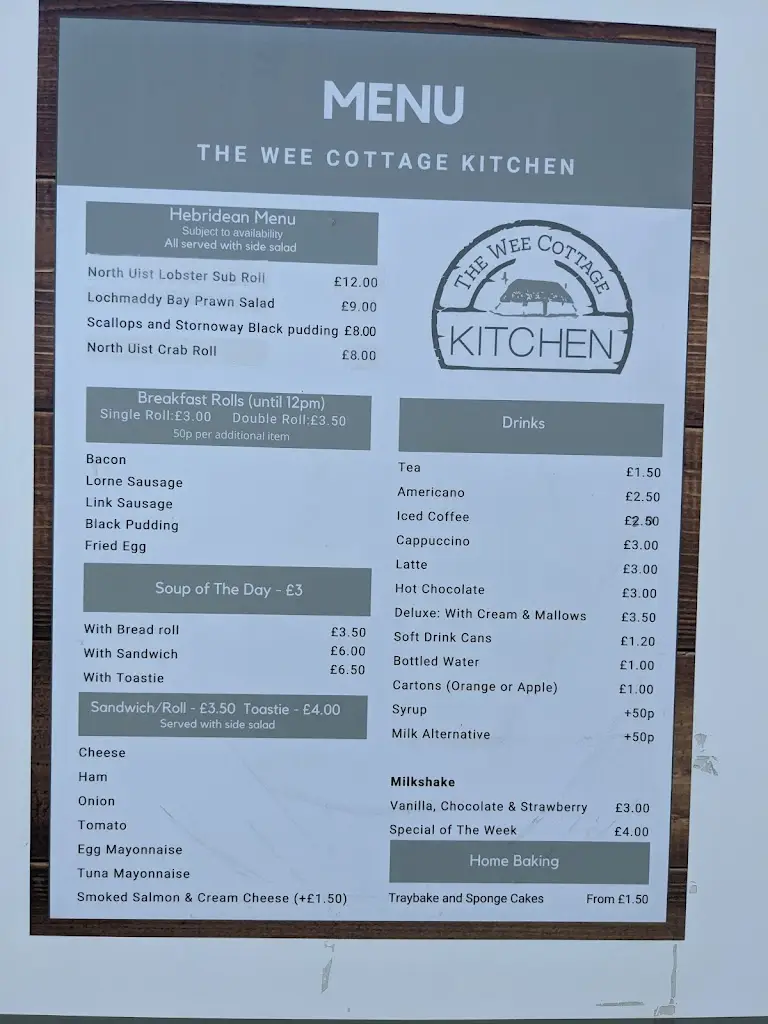 MENU
THE WEE COTTAGE KITCHEN
Hebridean Menu
Subject to availability
All served with side salad
North Uist Lobster Sub Roll £12.00
Lochmaddy Bay Prawn Salad £9.00
Scallops and Stornoway Black pudding £8.00
North Uist Crab Roll £8.00
THE WEE COTTAGE
KITCHEN
Breakfast Rolls (until 12pm)
Single Roll:£3.00 Double Roll:£3.50
50p per additional item
Bacon
Lorne Sausage
Link Sausage
Black Pudding
Fried Egg
Soup of The Day - £3
With Bread roll £3.50
With Sandwich £6.00
With Toastie £6.50
Sandwich/Roll - £3.50 Toastie - £4.00
Served with side salad
Cheese
Ham
Onion
Tomato
Egg Mayonnaise
Tuna Mayonnaise
Smoked Salmon & Cream Cheese (+£1.50)
Drinks
Tea £1.50
Americano £2.50
Iced Coffee £2.50
Cappuccino £3.00
Latte £3.00
Hot Chocolate £3.00
Deluxe: With Cream & Mallows £3.50
Soft Drink Cans £1.20
Bottled Water £1.00
Cartons (Orange or Apple) £1.00
Syrup +50p
Milk Alternative +50p
Milkshake
Vanilla, Chocolate & Strawberry £3.00
Special of The Week £4.00
Home Baking
Traybake and Sponge Cakes From £1.50